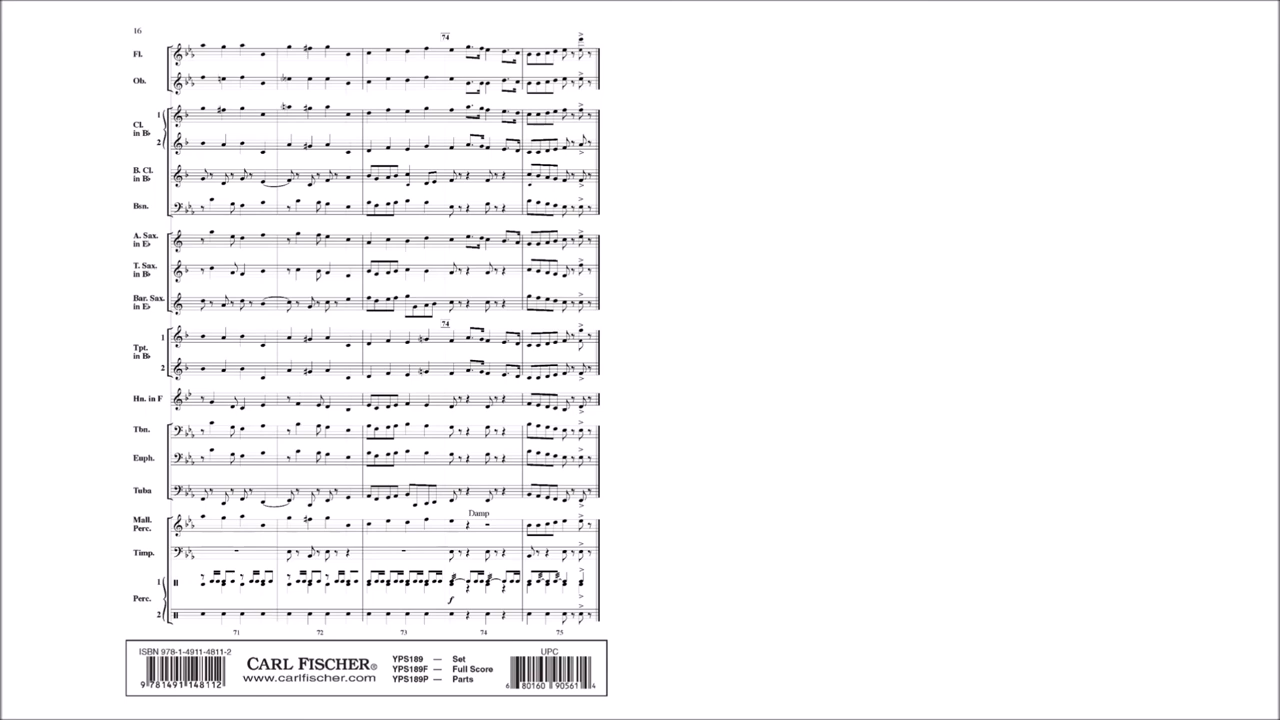 16
74
Fl.
Ob.
1
Cl.
in B♭
2
B. Cl.
in B♭
Bsn.
A. Sax.
in E♭
T. Sax.
in B♭
Bar. Sax.
in E♭
74
1
Tpt.
in B♭
2
Hn. in F
Tbn.
Euph.
Tuba
Damp
Mall.
Perc.
Timp.
1
Perc.
f
2
71 72 73 74 75
ISBN 978-1-4911-4811-2
9 781491 148112
CARL FISCHER®
www.carlfischer.com
YPS189 — Set
YPS189F — Full Score
YPS189P — Parts
UPC
6 80160 90561 4